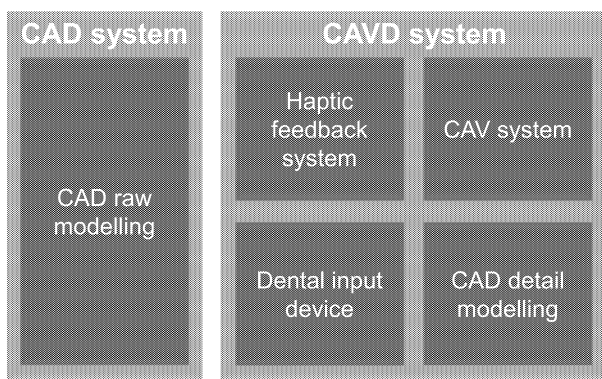 CAD system
CAD raw
modelling
CAVD system
Haptic
feedback
system
CAV system
Dental input
device
CAD detail
modelling